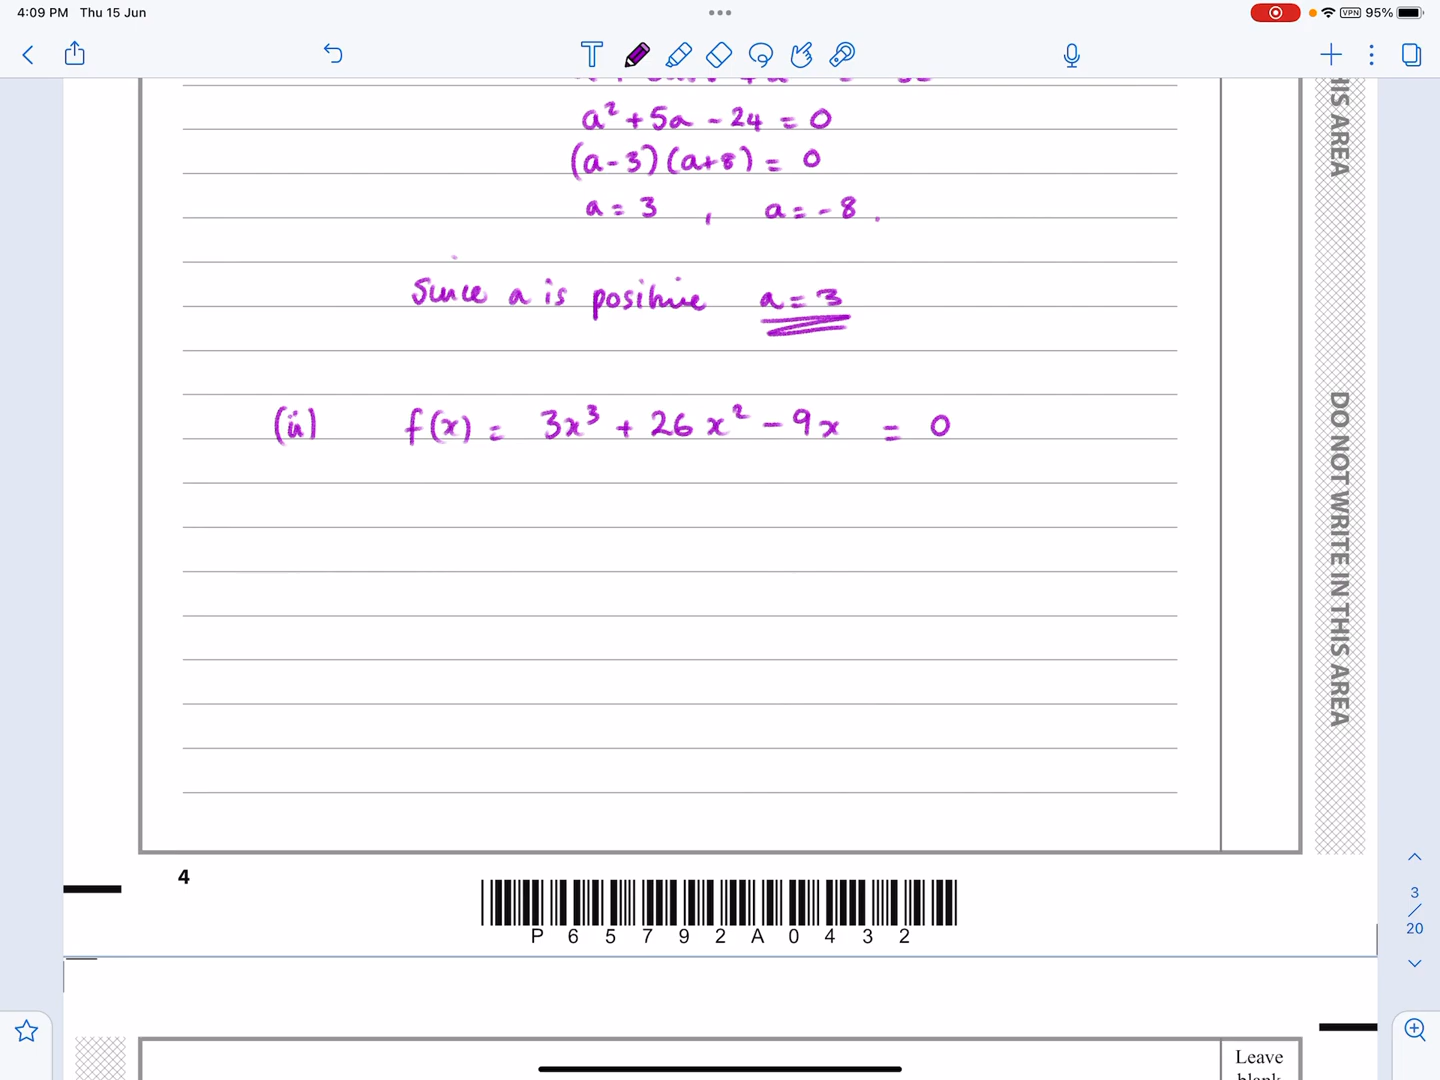 4:09 PM Thu 15 Jun
VPN 95%
T
a² + 5a - 24 = 0
(a-3)(a+8) = 0
a = 3 , a = -8 .
Since a is positive a = 3
(ii) f(x) = 3x³ + 26x² - 9x = 0
HIS AREA
DO NOT WRITE IN THIS AREA
4
P 6 5 7 9 2 A 0 4 3 2
3
/
20
Leave